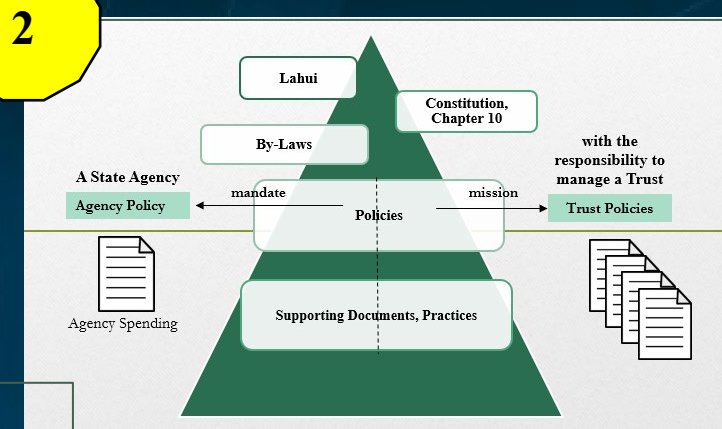 2
Lahui
Constitution,
Chapter 10
By-Laws
with the
responsibility to
manage a Trust
A State Agency
mandate
mission
Agency Policy
Policies
Trust Policies
Agency Spending
Supporting Documents, Practices